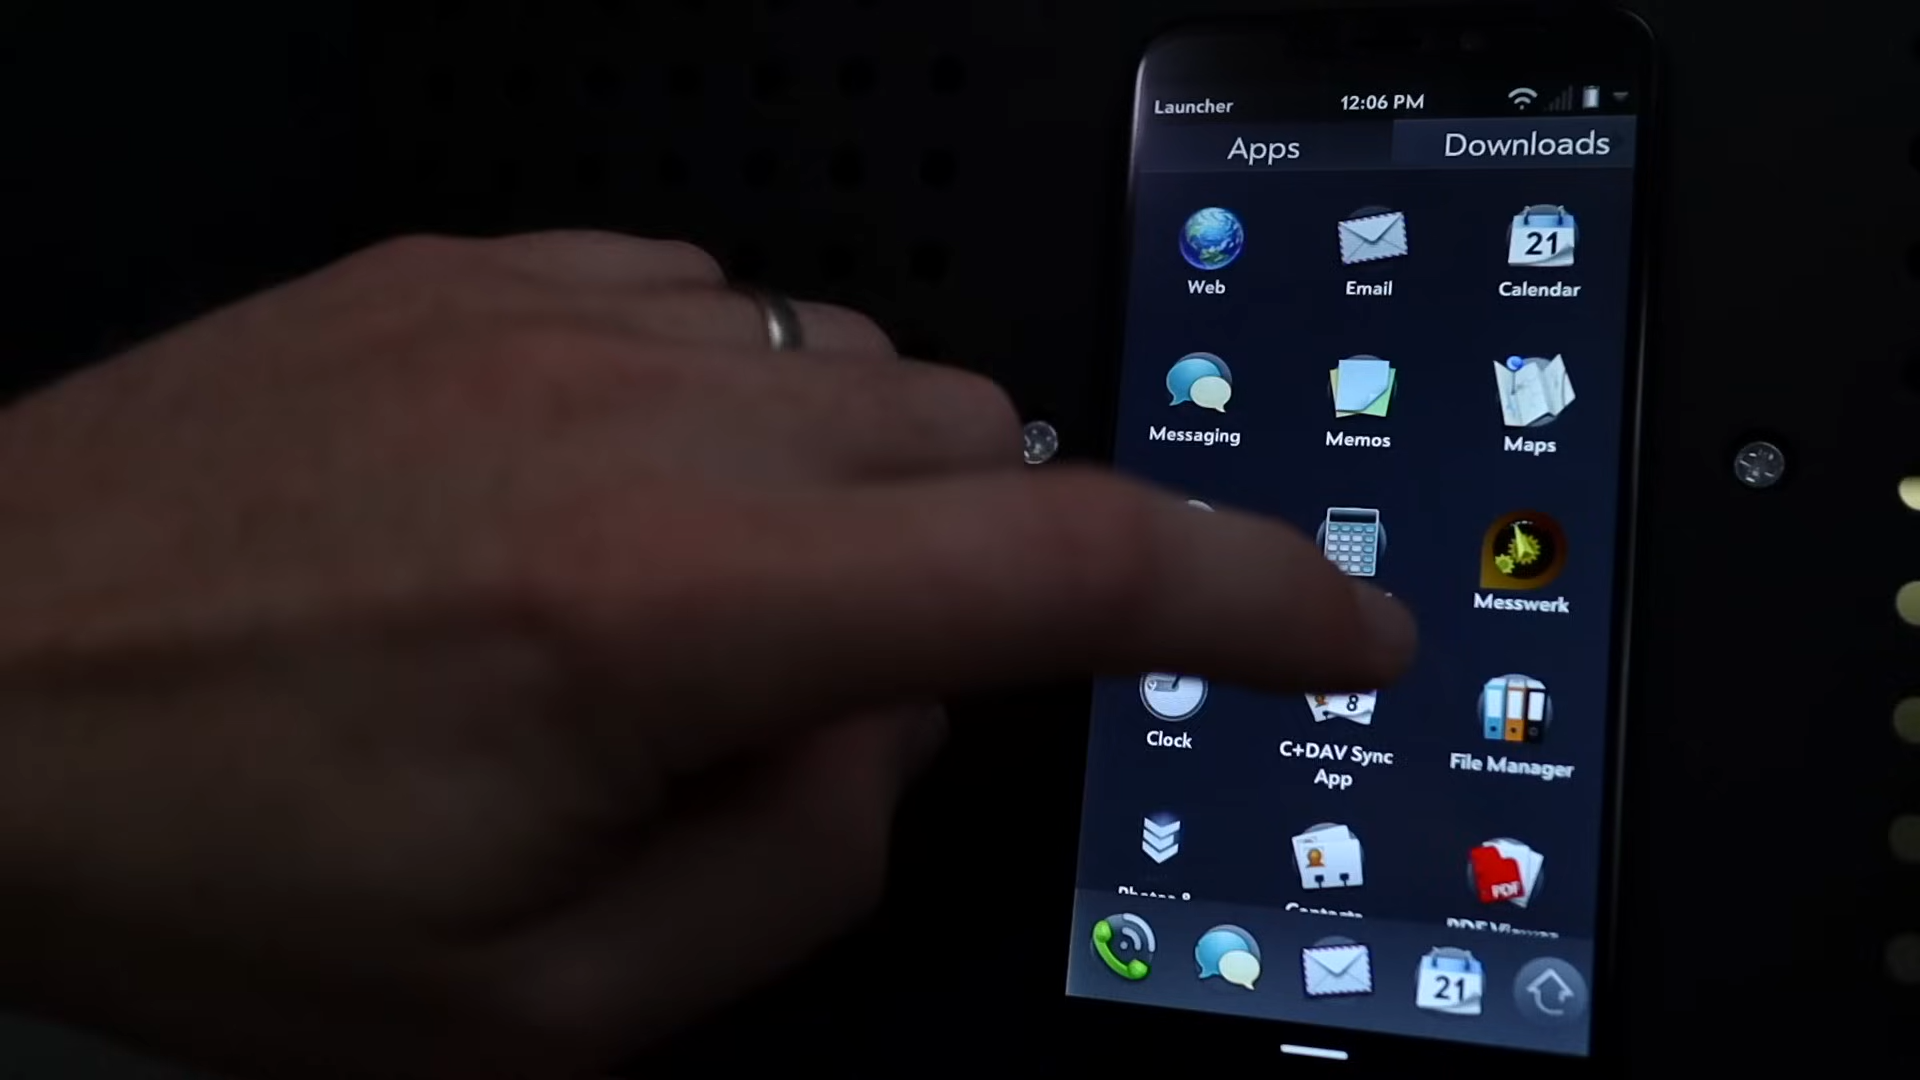 Launcher
12:06 PM
Apps
Downloads
Web
Email
21
Calendar
Messaging
Memos
Maps
Messwerk
Clock
8
C+DAV Sync
App
File Manager
PDF
21